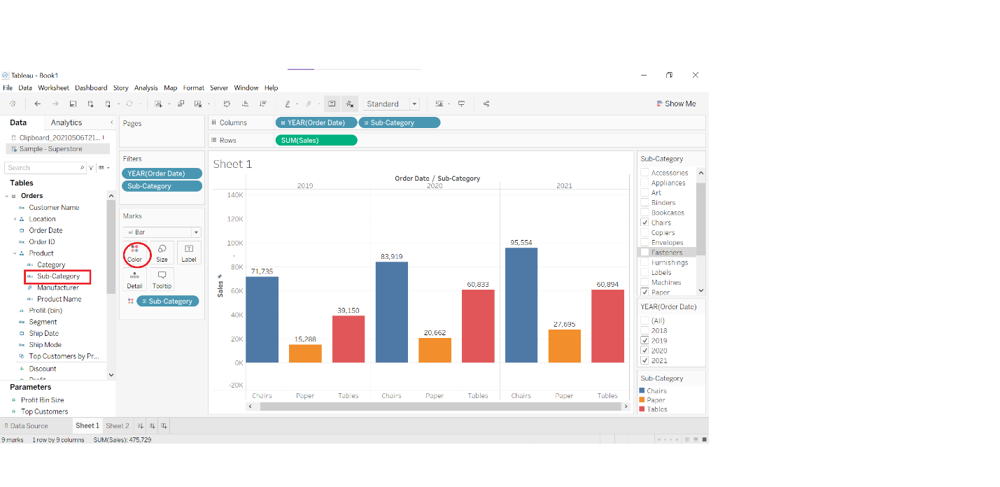 Tableau - Book1
File Data Worksheet Dashboard Story Analysis Map Format Server Window Help
Standard
Show Me
Data Analytics
Clipboard_20210506T21...
Sample - Superstore
Search
Tables
Orders
Abc Customer Name
Location
Order Date
Abc Order ID
Product
Abc Category
Abc Sub-Category
Manufacturer
Abc Product Name
Profit (bin)
Abc Segment
Ship Date
Abc Ship Mode
Top Customers by Pr...
Discount
Profit
Parameters
# Profit Bin Size
# Top Customers
Pages
Filters
YEAR(Order Date)
Sub-Category
Marks
Bar
Color Size Label
Detail Tooltip
Sub-Category
Columns YEAR(Order Date) Sub-Category
Rows SUM(Sales)
Sheet 1
Order Date / Sub-Category
2019 2020 2021
Sales
140K
120K
100K
80K
60K
40K
20K
0K
-20K
71,735 15,288 39,150 83,919 20,662 60,833 95,554 27,695 60,894
Chairs Paper Tables Chairs Paper Tables Chairs Paper Tables
Sub-Category
Accessories
Appliances
Art
Binders
Bookcases
Chairs
Copiers
Envelopes
Fasteners
Furnishings
Labels
Machines
Paper
YEAR(Order Date)
(All)
2018
2019
2020
2021
Sub-Category
Chairs
Paper
Tables
Data Source Sheet 1 Sheet 2
9 marks 1 row by 9 columns SUM(Sales): 475,729